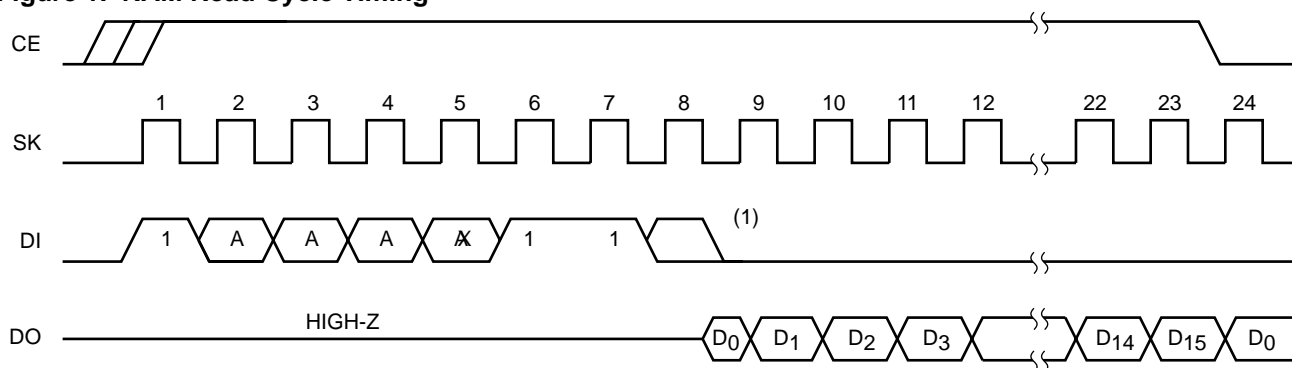 Figure 1. RAM Read Cycle Timing
CE
1 2 3 4 5 6 7 8 9 10 11 12 22 23 24
SK
DI 1 A A A 1 1 (1)
HIGH-Z
DO D0 D1 D2 D3 D14 D15 D0